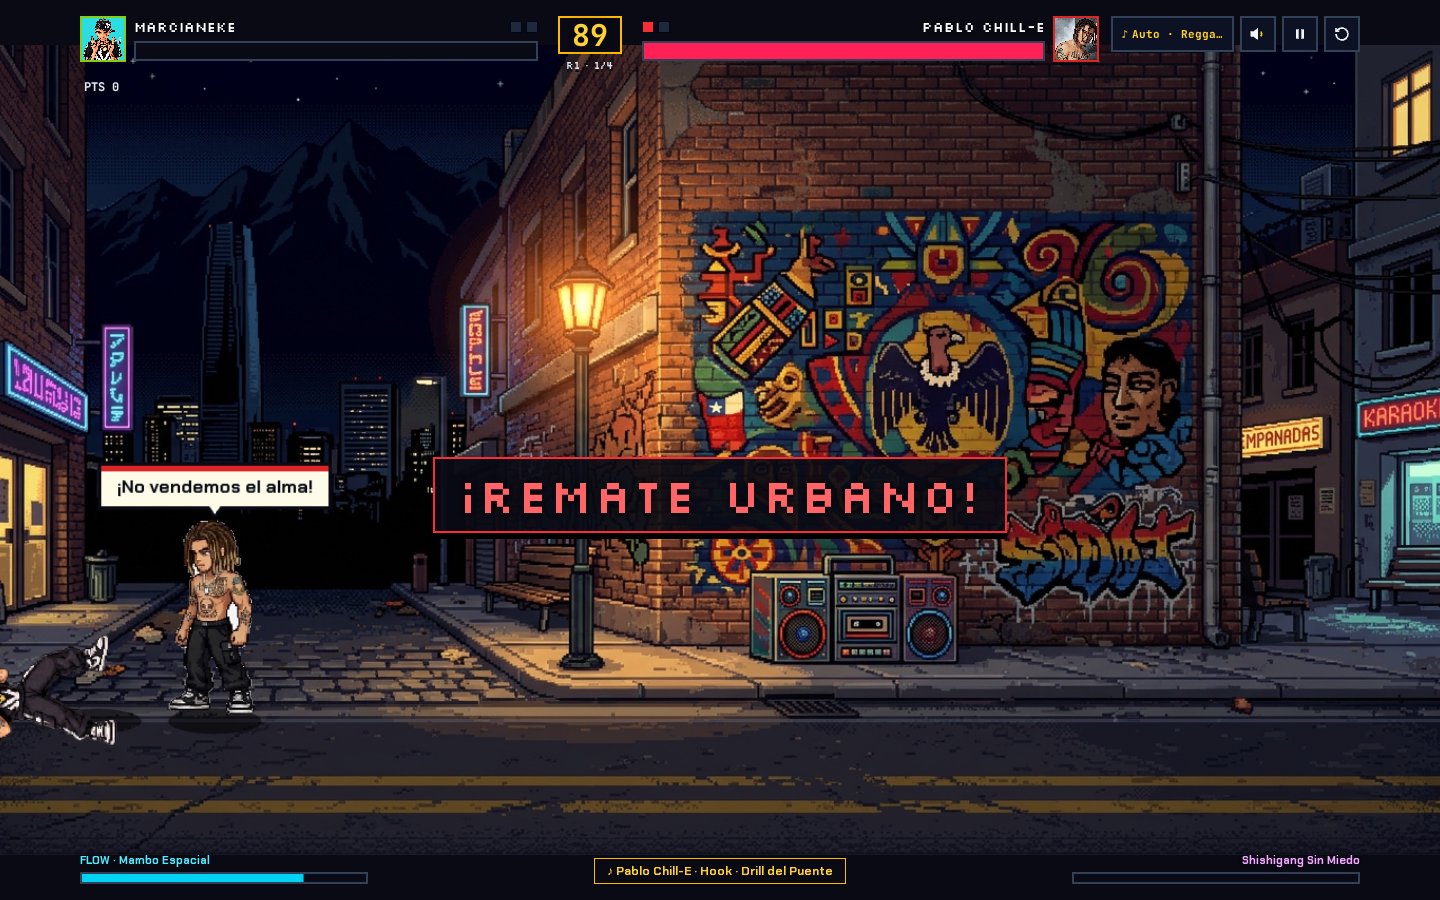 MARCIANEKE
89
PABLO CHILL-E
♪ Auto · Regga…
R1 · 1/4
PTS 0
EMPANADAS
KARAOK
¡No vendemos el alma!
¡REMATE URBANO!
FLOW · Mambo Espacial
♪ Pablo Chill-E · Hook · Drill del Puente
Shishigang Sin Miedo